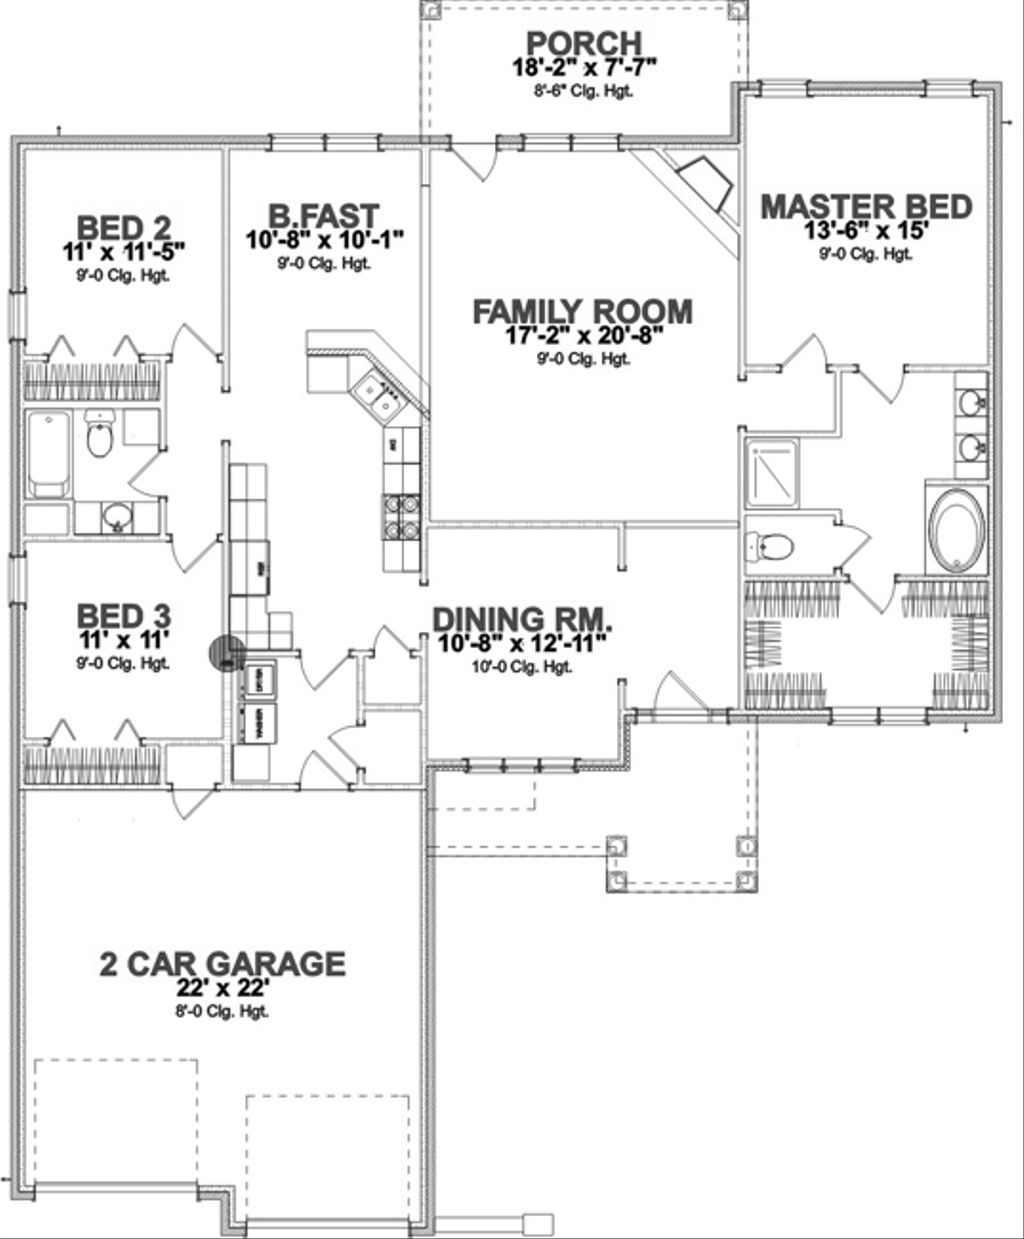 PORCH
18'-2" x 7'-7"
8'-6" Clg. Hgt.
BED 2
11' x 11'-5"
9'-0 Clg. Hgt.
B.FAST
10'-8" x 10'-1"
9'-0 Clg. Hgt.
MASTER BED
13'-6" x 15'
9'-0 Clg. Hgt.
FAMILY ROOM
17'-2" x 20'-8"
9'-0 Clg. Hgt.
DW
REF
BED 3
11' x 11'
9'-0 Clg. Hgt.
DINING RM.
10'-8" x 12'-11"
10'-0 Clg. Hgt.
DRYER
WASHER
2 CAR GARAGE
22' x 22'
8'-0 Clg. Hgt.